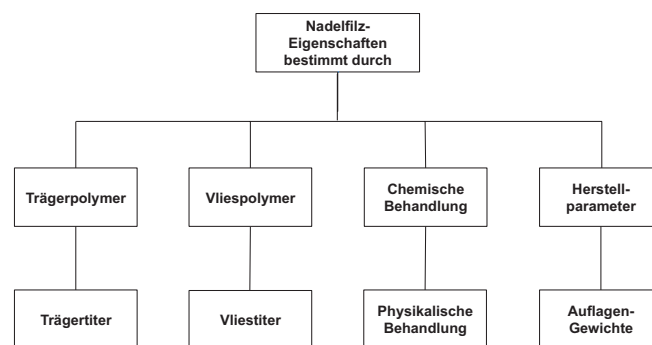 Nadelfilz-
Eigenschaften
bestimmt durch
Trägerpolymer
Vliespolymer
Chemische
Behandlung
Herstell-
parameter
Trägertiter
Vliestiter
Physikalische
Behandlung
Auflagen-
Gewichte